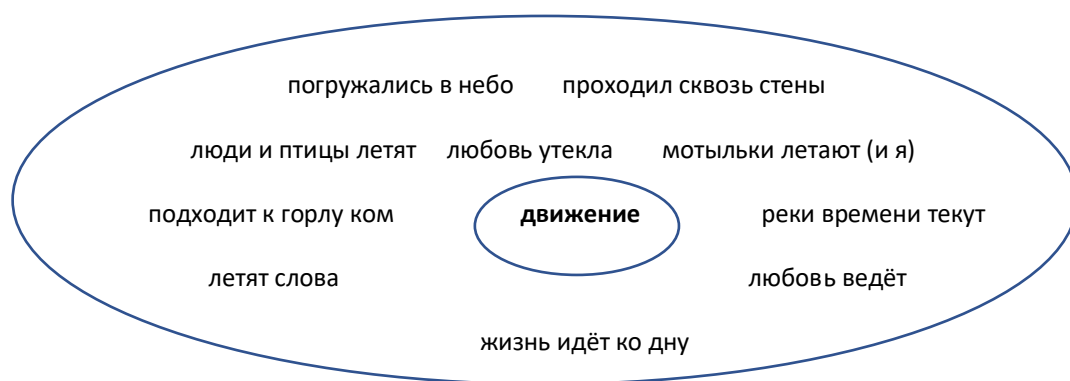 погружались в небо проходил сквозь стены
люди и птицы летят любовь утекла мотыльки летают (и я)
подходит к горлу ком движение реки времени текут
летят слова любовь ведёт
жизнь идёт ко дну